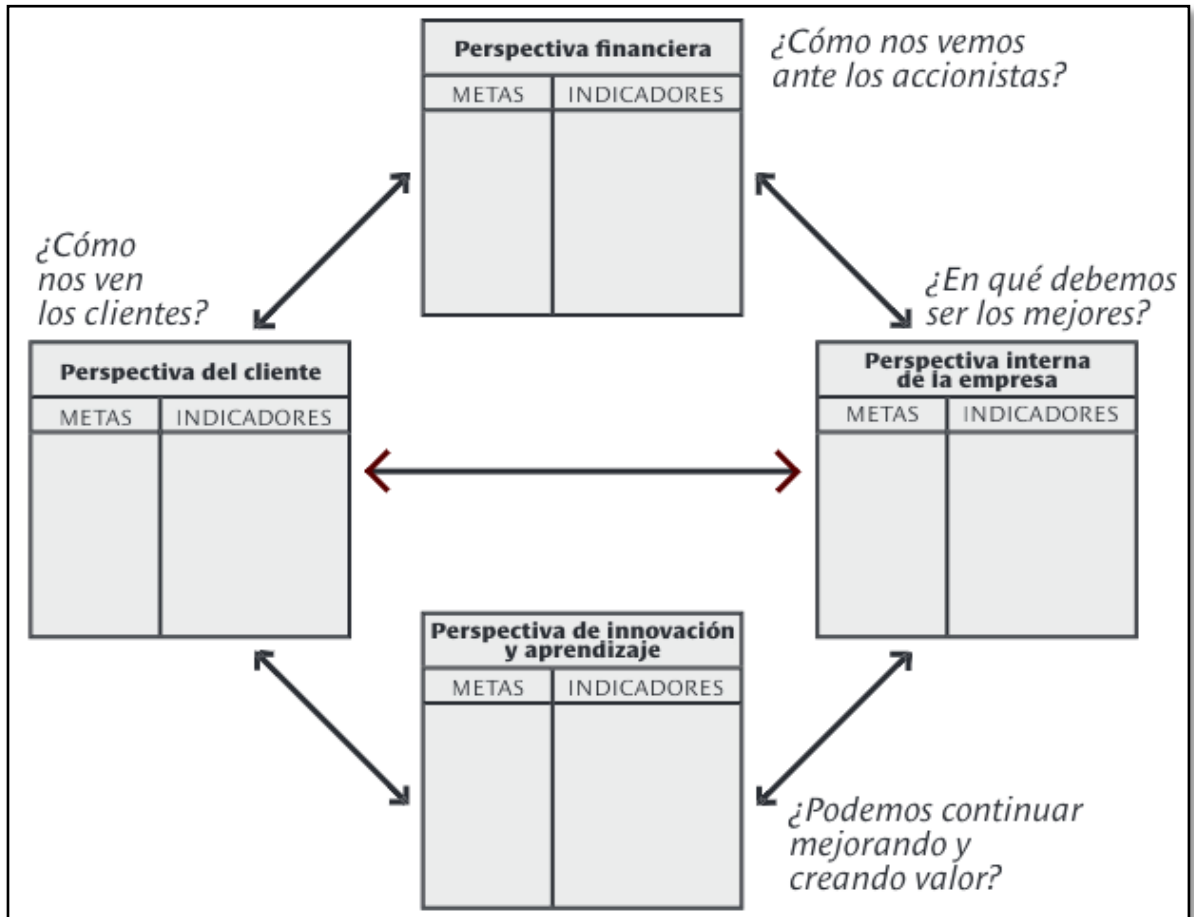 Perspectiva financiera
METAS
INDICADORES
¿Cómo nos vemos
ante los accionistas?
¿Cómo
nos ven
los clientes?
Perspectiva del cliente
METAS
INDICADORES
¿En qué debemos
ser los mejores?
Perspectiva interna
de la empresa
METAS
INDICADORES
Perspectiva de innovación
y aprendizaje
METAS
INDICADORES
¿Podemos continuar
mejorando y
creando valor?